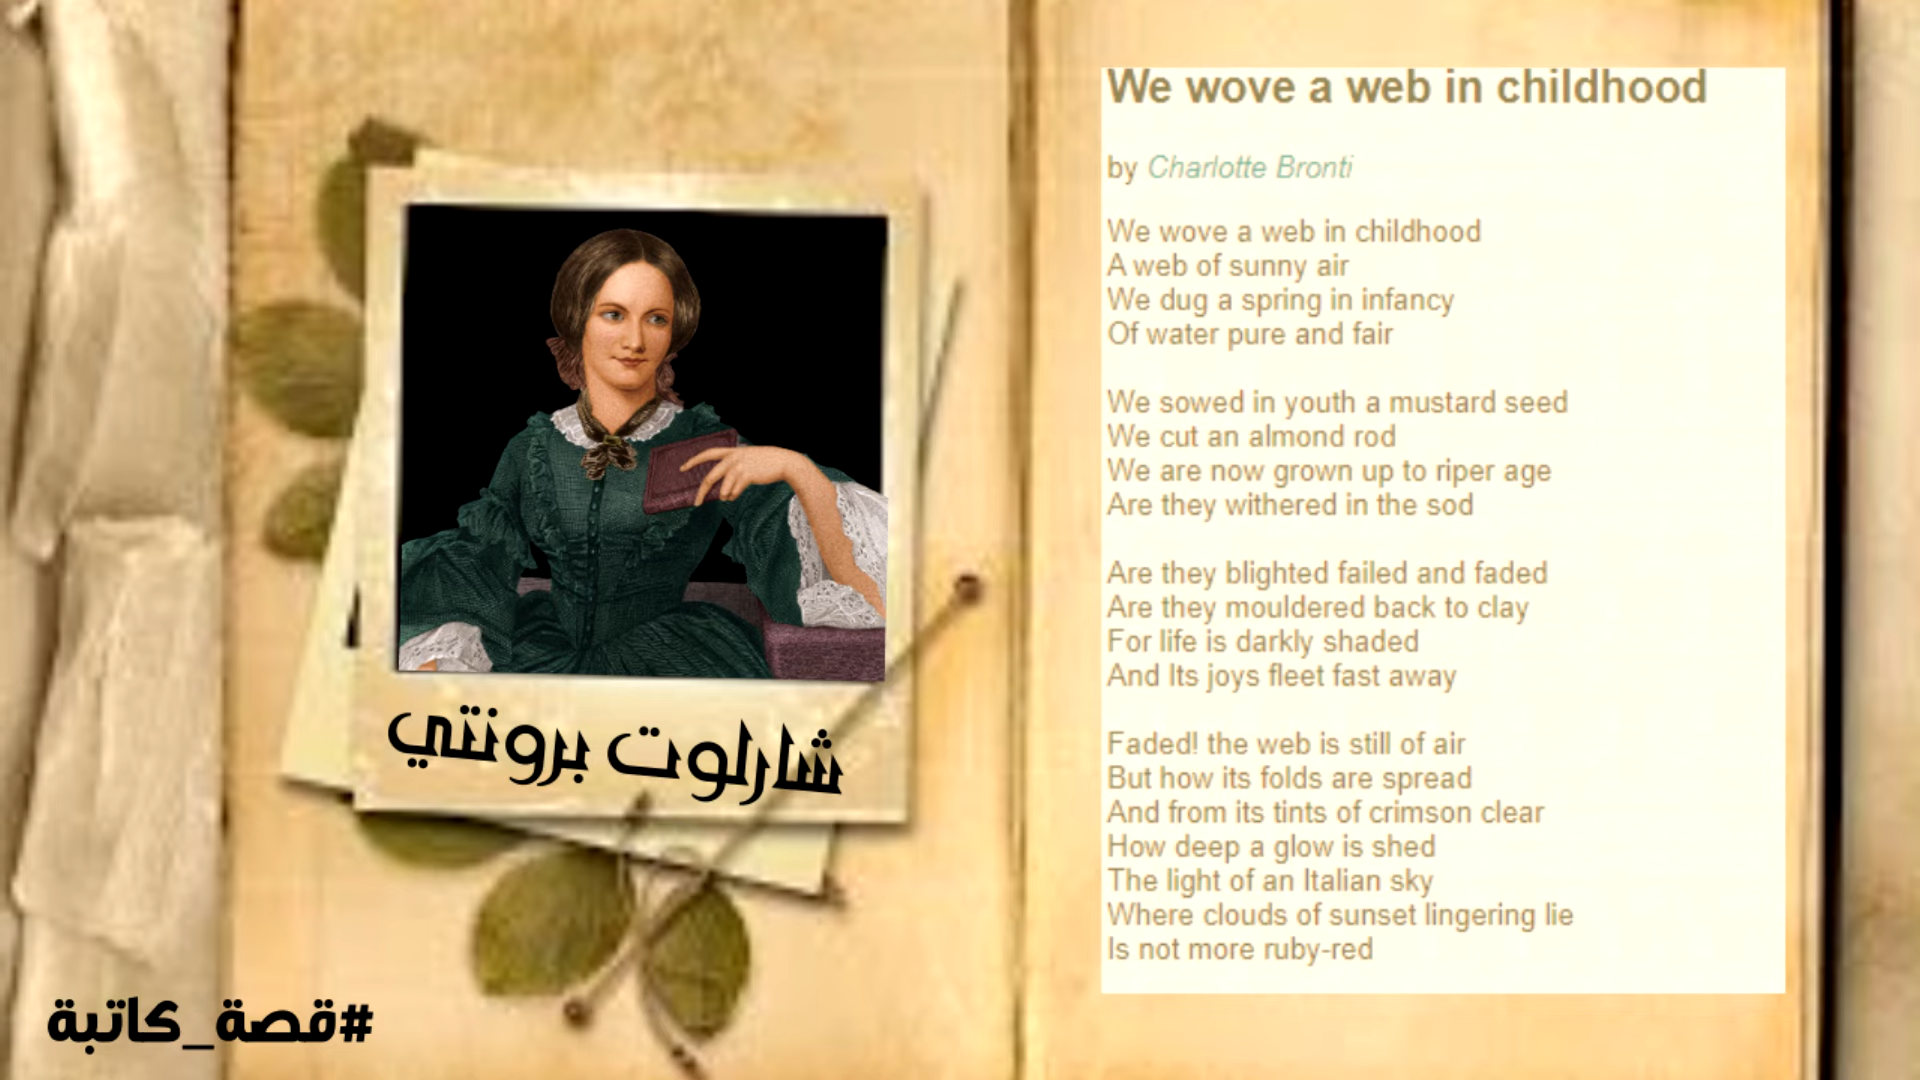 We wove a web in childhood
by Charlotte Bronti
We wove a web in childhood
A web of sunny air
We dug a spring in infancy
Of water pure and fair
We sowed in youth a mustard seed
We cut an almond rod
We are now grown up to riper age
Are they withered in the sod
Are they blighted failed and faded
Are they mouldered back to clay
For life is darkly shaded
And Its joys fleet fast away
Faded! the web is still of air
But how its folds are spread
And from its tints of crimson clear
How deep a glow is shed
The light of an Italian sky
Where clouds of sunset lingering lie
Is not more ruby-red
شارلوت برونتي
#قصة_كاتبة